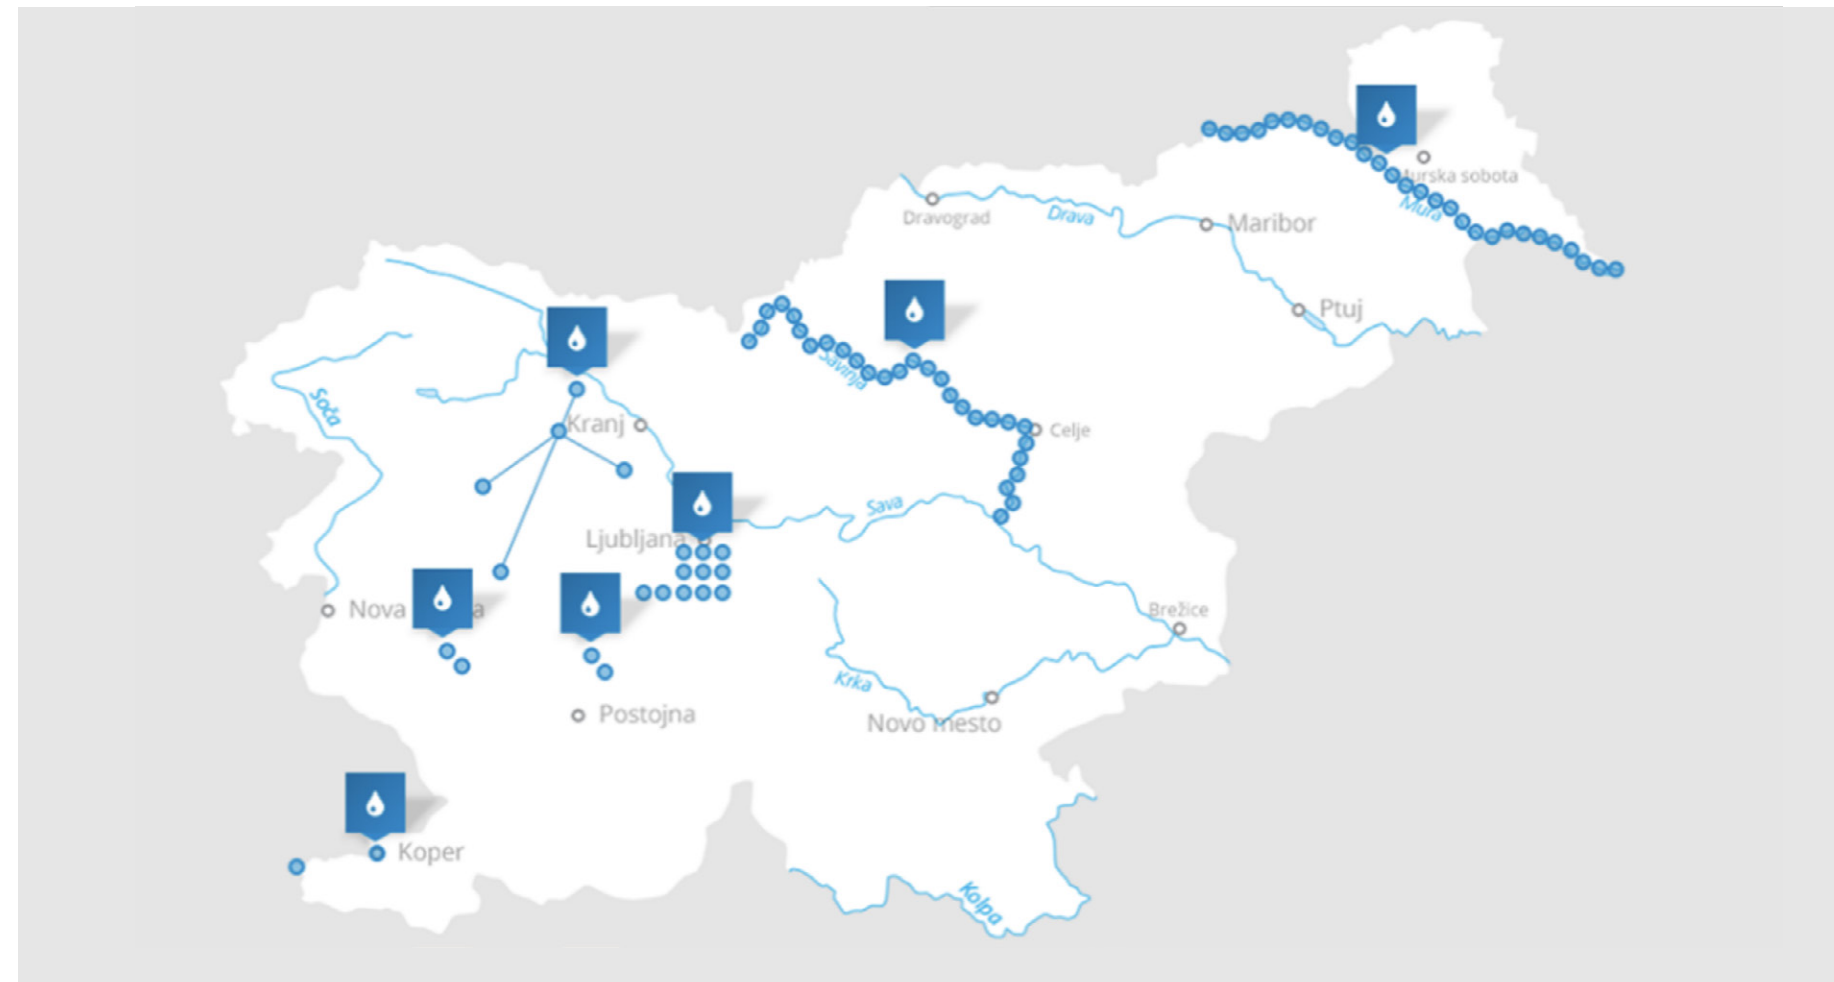 Murska sobota
Mura
Dravograd
Drava
Maribor
Ptuj
Savinja
Soča
Kranj
Celje
Sava
Ljubljana
Nova
Brežice
Krka
Novo mesto
Postojna
Koper
Kolpa